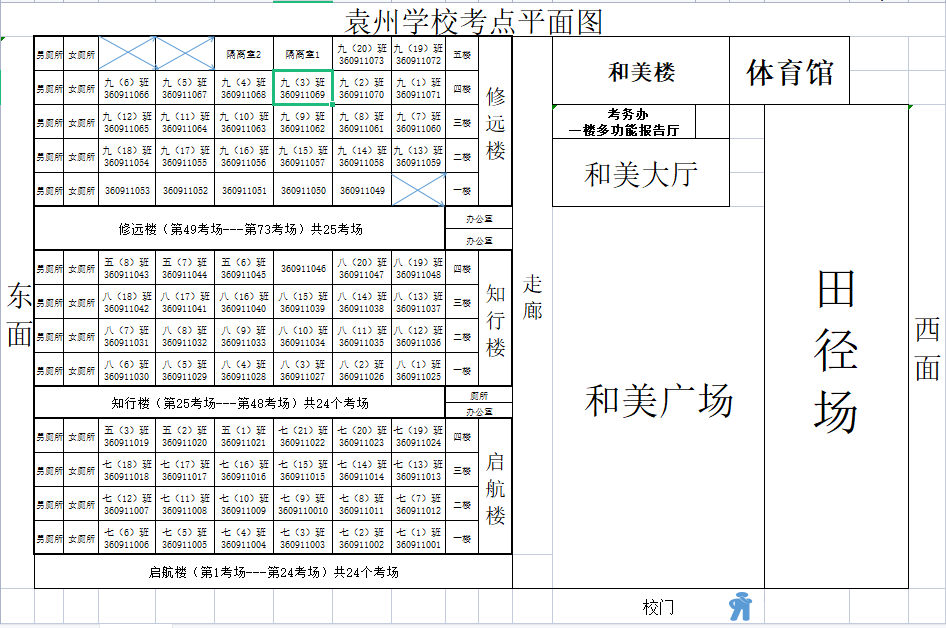 袁州学校考点平面图
男厕所 女厕所 隔离室2 隔离室1 九（20）班 九（19）班 五楼
360911073 360911072
男厕所 女厕所 九（6）班 九（5）班 九（4）班 九（3）班 九（2）班 九（1）班 四楼
360911066 360911067 360911068 360911069 360911070 360911071
男厕所 女厕所 九（12）班 九（11）班 九（10）班 九（9）班 九（8）班 九（7）班 三楼
360911065 360911064 360911063 360911062 360911061 360911060
男厕所 女厕所 九（18）班 九（17）班 九（16）班 九（15）班 九（14）班 九（13）班 二楼
360911054 360911055 360911056 360911057 360911058 360911059
男厕所 女厕所 360911053 360911052 360911051 360911050 360911049 一楼
修远楼
修远楼（第49考场---第73考场）共25考场
办公室
办公室
男厕所 女厕所 五（8）班 五（7）班 五（6）班 360911046 八（20）班 八（19）班 四楼
360911043 360911044 360911045 360911047 360911048
男厕所 女厕所 八（18）班 八（17）班 八（16）班 八（15）班 八（14）班 八（13）班 三楼
360911042 360911041 360911040 360911039 360911038 360911037
男厕所 女厕所 八（7）班 八（8）班 八（9）班 八（10）班 八（11）班 八（12）班 二楼
360911031 360911032 360911033 360911034 360911035 360911036
男厕所 女厕所 八（6）班 八（5）班 八（4）班 八（3）班 八（2）班 八（1）班 一楼
360911030 360911029 360911028 360911027 360911026 360911025
知行楼
知行楼（第25考场---第48考场）共24个考场
厕所
办公室
男厕所 女厕所 五（3）班 五（2）班 五（1）班 七（21）班 七（20）班 七（19）班 四楼
360911019 360911020 360911021 360911022 360911023 360911024
男厕所 女厕所 七（18）班 七（17）班 七（16）班 七（15）班 七（14）班 七（13）班 三楼
360911018 360911017 360911016 360911015 360911014 360911013
男厕所 女厕所 七（12）班 七（11）班 七（10）班 七（9）班 七（8）班 七（7）班 二楼
360911007 360911008 360911009 3609110010 360911011 360911012
男厕所 女厕所 七（6）班 七（5）班 七（4）班 七（3）班 七（2）班 七（1）班 一楼
360911006 360911005 360911004 360911003 360911002 360911001
启航楼
启航楼（第1考场---第24考场）共24个考场
东面
走廊
和美楼
体育馆
考务办
一楼多功能报告厅
和美大厅
和美广场
田径场
西面
校门